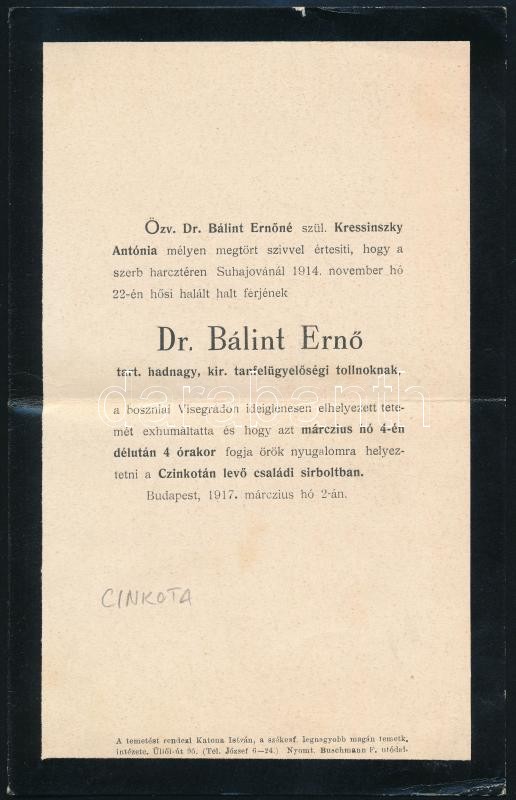 Özv. Dr. Bálint Ernőné szül. Kressinszky
Antónia mélyen megtört szivvel értesiti, hogy a
szerb harcztéren Suhajovánál 1914. november hó
22-én hősi halált halt férjének
Dr. Bálint Ernő
tart. hadnagy, kir. tanfelügyelőségi tollnoknak,
a boszniai Visegradon ideiglenesen elhelyezett tete-
mét exhumáltatta és hogy azt márczius hó 4-én
délután 4 órakor fogja örök nyugalomra helyez-
tetni a Czinkotán levő családi sirboltban.
Budapest, 1917. márczius hó 2-án.
CINKOTA
A temetést rendezi Katona István, a székesf. legnagyobb magán temetk.
intézete, Üllői-út 95. (Tel. József 6—24.) Nyomt. Buschmann F. utódai.
darabanth